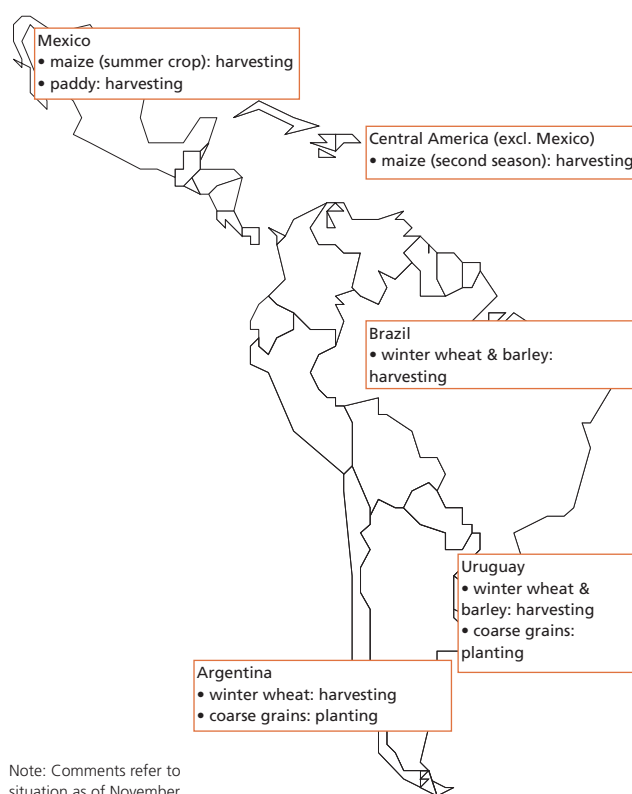 Mexico
• maize (summer crop): harvesting
• paddy: harvesting
Central America (excl. Mexico)
• maize (second season): harvesting
Brazil
• winter wheat & barley:
harvesting
Uruguay
• winter wheat &
barley: harvesting
• coarse grains:
planting
Argentina
• winter wheat: harvesting
• coarse grains: planting
Note: Comments refer to
situation as of November